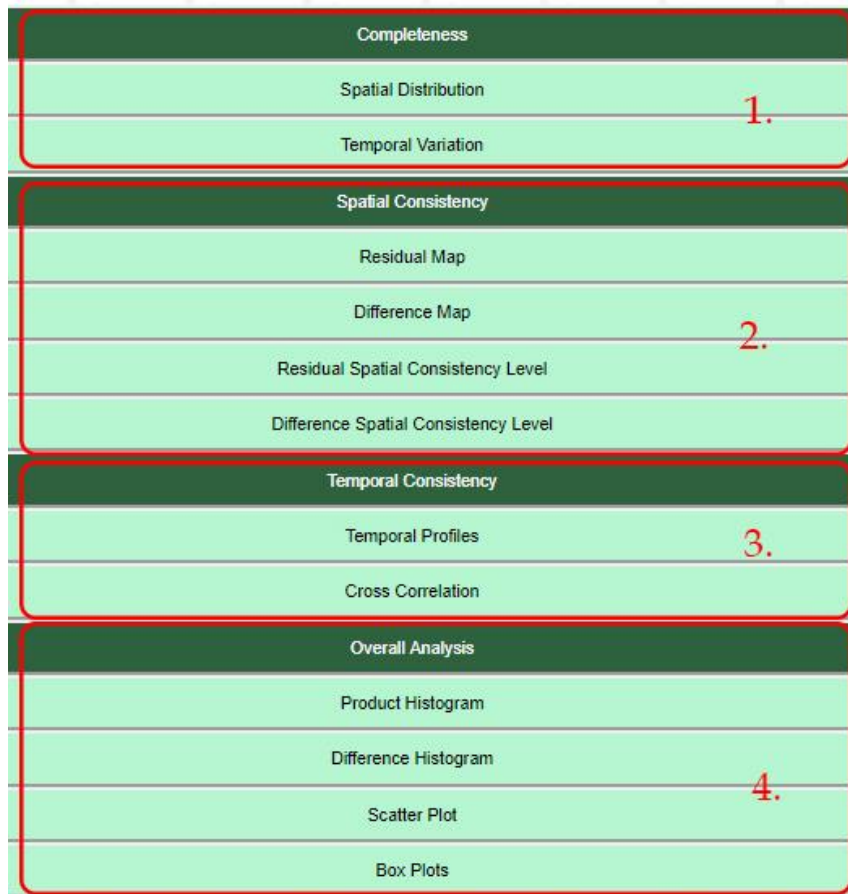 Completeness
Spatial Distribution
1.
Temporal Variation
Spatial Consistency
Residual Map
Difference Map
2.
Residual Spatial Consistency Level
Difference Spatial Consistency Level
Temporal Consistency
Temporal Profiles
3.
Cross Correlation
Overall Analysis
Product Histogram
Difference Histogram
4.
Scatter Plot
Box Plots